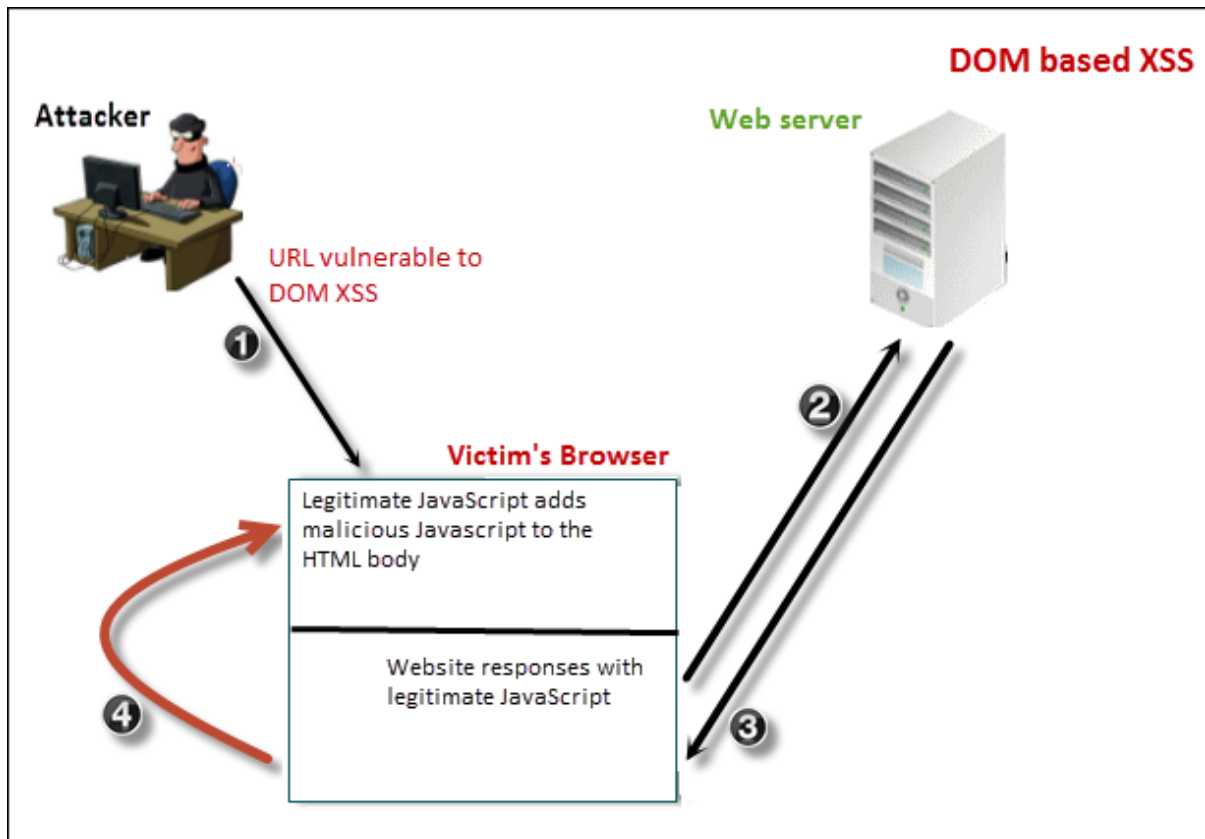 DOM based XSS
Attacker
Web server
URL vulnerable to
DOM XSS
1
2
Victim's Browser
Legitimate JavaScript adds
malicious Javascript to the
HTML body
Website responses with
legitimate JavaScript
3
4